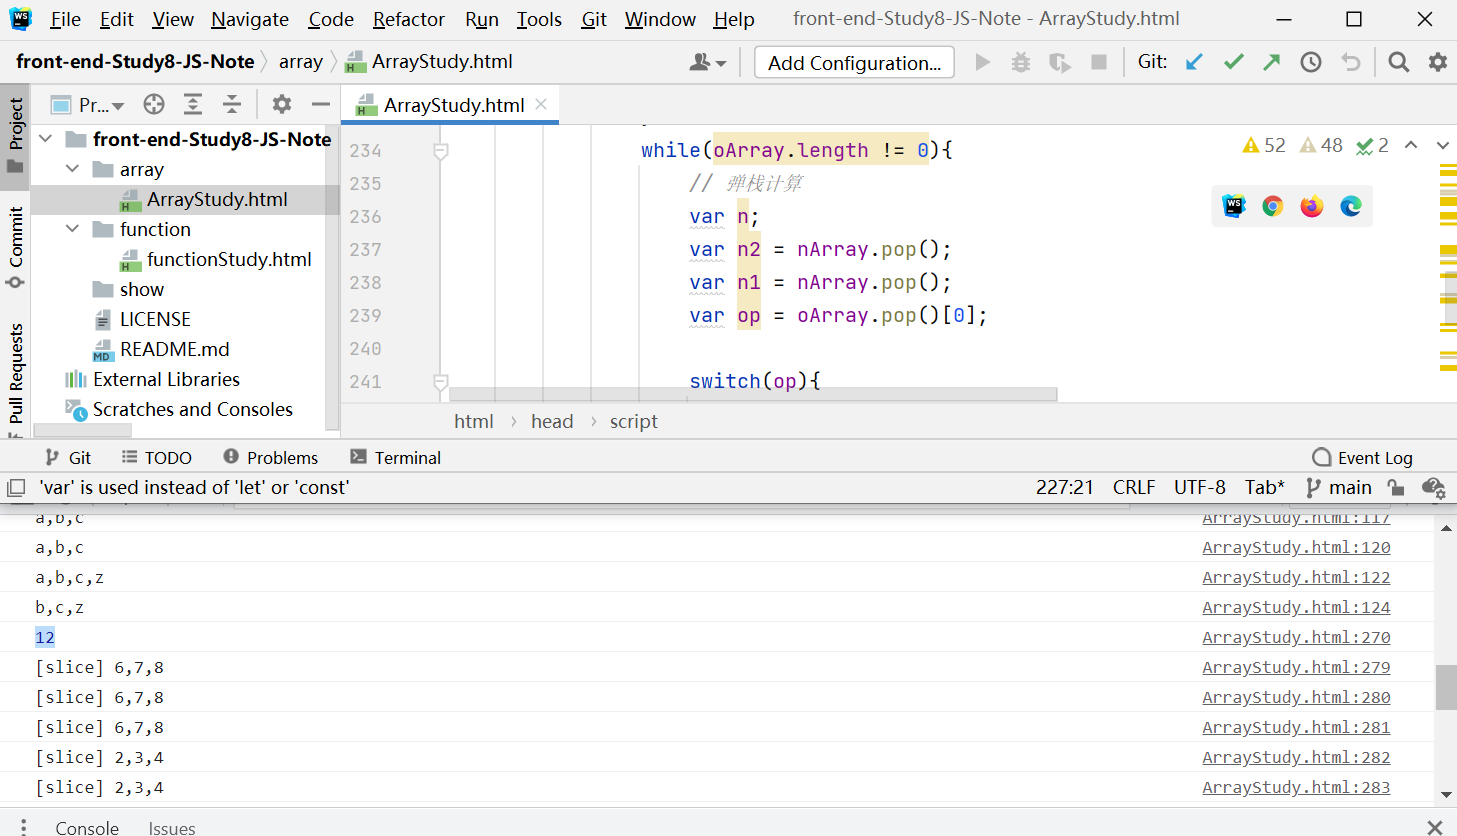 WS File Edit View Navigate Code Refactor Run Tools Git Window Help front-end-Study8-JS-Note - ArrayStudy.html
front-end-Study8-JS-Note array H ArrayStudy.html Add Configuration... Git:
Project
Commit
Pull Requests
Pr...
front-end-Study8-JS-Note
array
H ArrayStudy.html
function
H functionStudy.html
show
LICENSE
MD README.md
External Libraries
Scratches and Consoles
H ArrayStudy.html
52 48 2
234 while(oArray.length != 0){
235 // 弹栈计算
236 var n;
237 var n2 = nArray.pop();
238 var n1 = nArray.pop();
239 var op = oArray.pop()[0];
240
241 switch(op){
WS
html head script
Git TODO Problems Terminal Event Log
'var' is used instead of 'let' or 'const' 227:21 CRLF UTF-8 Tab* main
a,b,c ArrayStudy.html:117
a,b,c ArrayStudy.html:120
a,b,c,z ArrayStudy.html:122
b,c,z ArrayStudy.html:124
12 ArrayStudy.html:270
[slice] 6,7,8 ArrayStudy.html:279
[slice] 6,7,8 ArrayStudy.html:280
[slice] 6,7,8 ArrayStudy.html:281
[slice] 2,3,4 ArrayStudy.html:282
[slice] 2,3,4 ArrayStudy.html:283
Console Issues